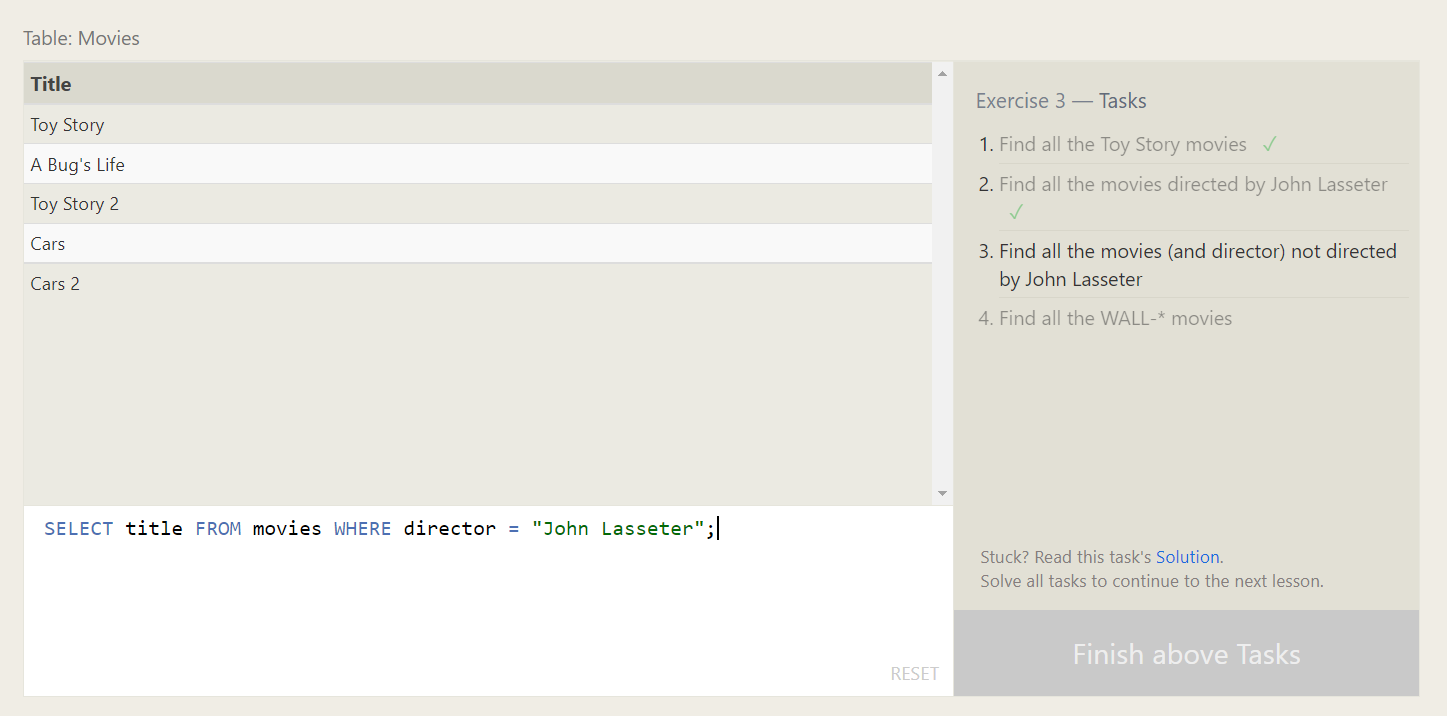 Table: Movies
Title
Toy Story
A Bug's Life
Toy Story 2
Cars
Cars 2
SELECT title FROM movies WHERE director = "John Lasseter";
RESET
Exercise 3 — Tasks
1. Find all the Toy Story movies ✓
2. Find all the movies directed by John Lasseter
✓
3. Find all the movies (and director) not directed
by John Lasseter
4. Find all the WALL-* movies
Stuck? Read this task's Solution.
Solve all tasks to continue to the next lesson.
Finish above Tasks